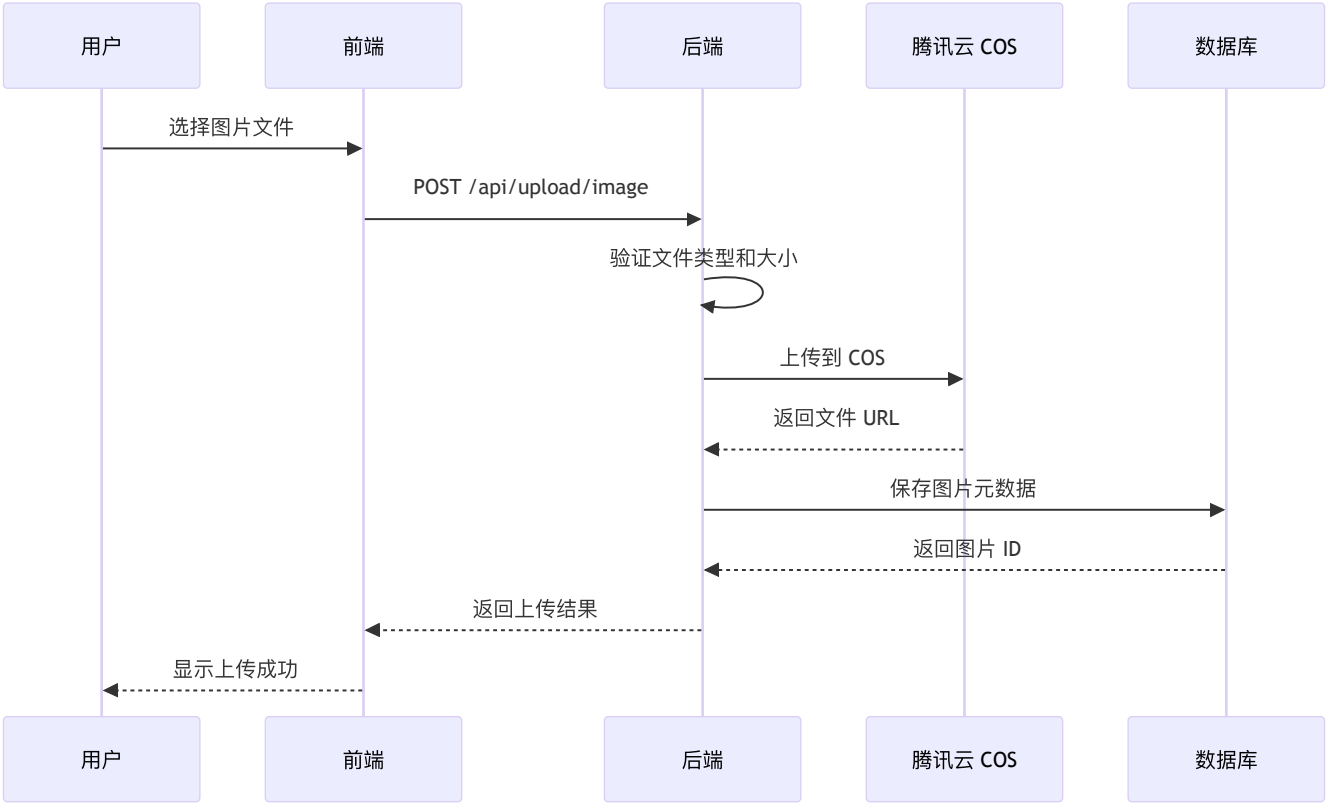 用户
前端
后端
腾讯云 COS
数据库
选择图片文件
POST /api/upload/image
验证文件类型和大小
上传到 COS
返回文件 URL
保存图片元数据
返回图片 ID
返回上传结果
显示上传成功
用户
前端
后端
腾讯云 COS
数据库